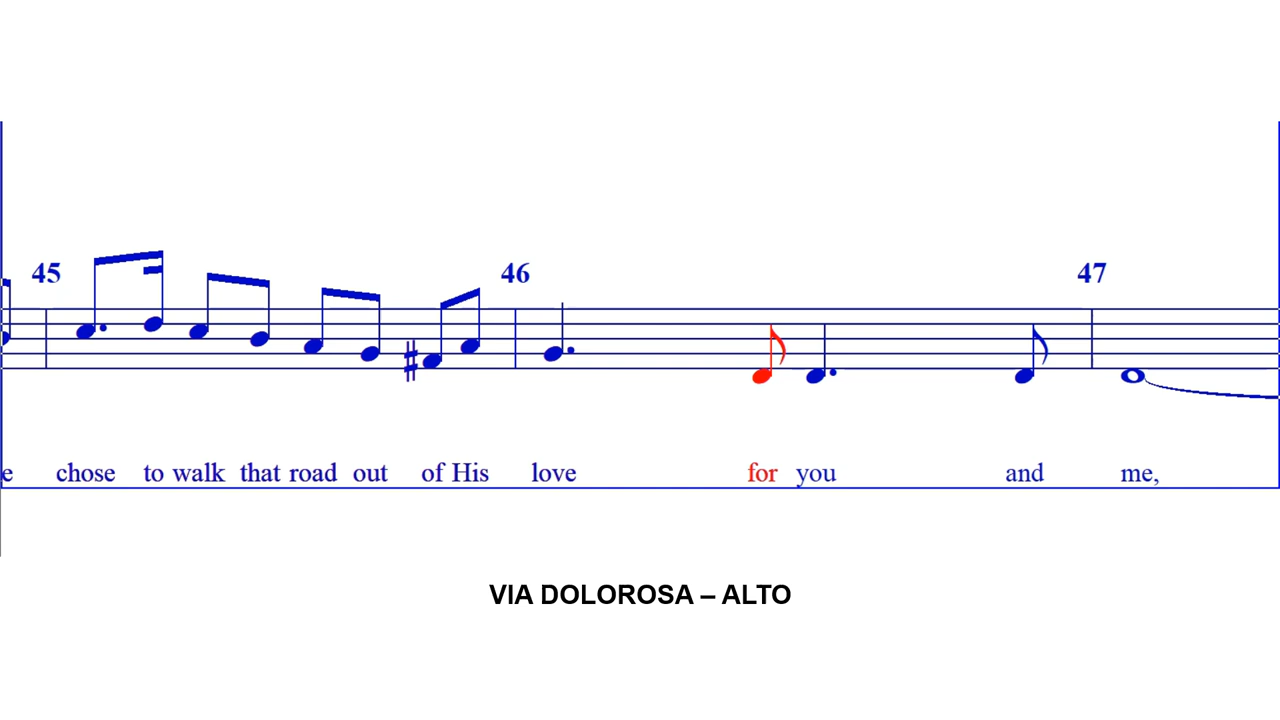 45 46 47
e chose to walk that road out of His love for you and me,
VIA DOLOROSA – ALTO